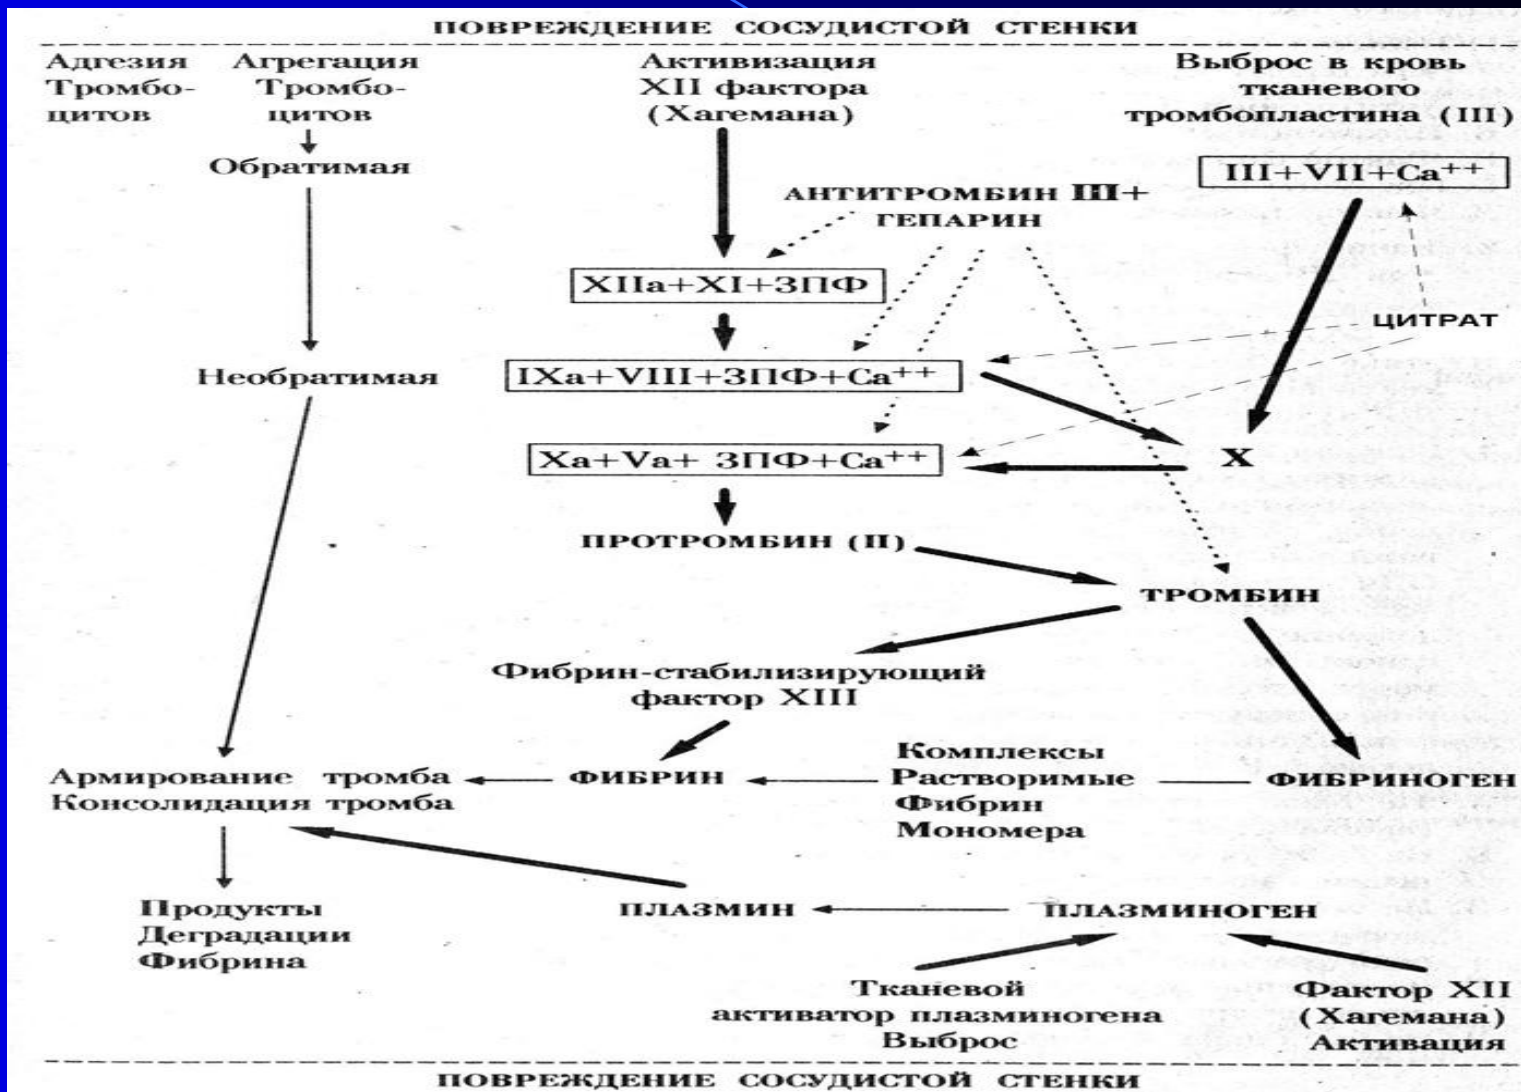 ПОВРЕЖДЕНИЕ СОСУДИСТОЙ СТЕНКИ
Адгезия
Тромбо-
цитов
Агрегация
Тромбо-
цитов
Активизация
XII фактора
(Хагемана)
Выброс в кровь
тканевого
тромбопластина (III)
Обратимая
III+VII+Ca++
АНТИТРОМБИН III+
ГЕПАРИН
XIIa+XI+ЗПФ
ЦИТРАТ
Необратимая
IXa+VIII+ЗПФ+Ca++
Xa+Va+ ЗПФ+Ca++
X
ПРОТРОМБИН (II)
ТРОМБИН
Фибрин-стабилизирующий
фактор XIII
Армирование тромба
Консолидация тромба
ФИБРИН
Комплексы
Растворимые
Фибрин
Мономера
ФИБРИНОГЕН
Продукты
Деградации
Фибрина
ПЛАЗМИН
ПЛАЗМИНОГЕН
Тканевой
активатор плазминогена
Выброс
Фактор XII
(Хагемана)
Активация
ПОВРЕЖДЕНИЕ СОСУДИСТОЙ СТЕНКИ